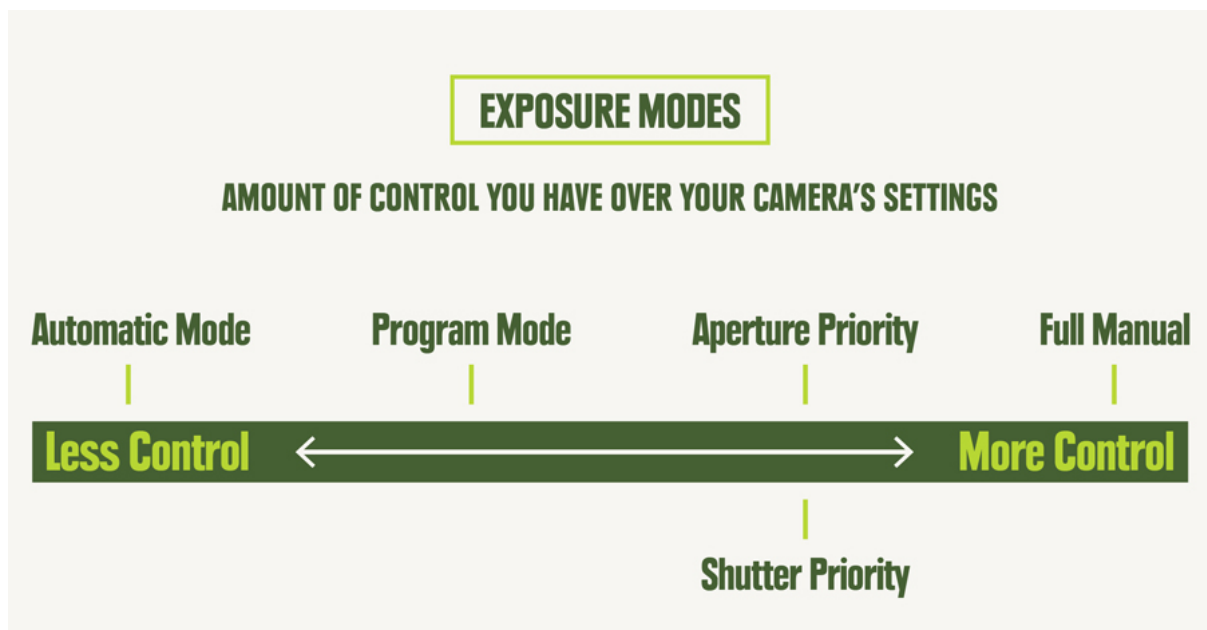 EXPOSURE MODES
AMOUNT OF CONTROL YOU HAVE OVER YOUR CAMERA'S SETTINGS
Automatic Mode
Program Mode
Aperture Priority
Full Manual
Less Control
More Control
Shutter Priority